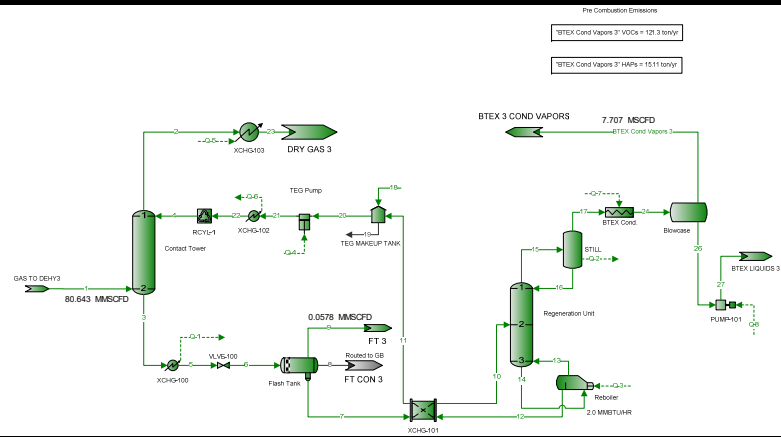 Pre Combustion Emissions
"BTEX Cond Vapors 3" VOCs = 121.3 ton/yr
"BTEX Cond Vapors 3" HAPs = 15.11 ton/yr
BTEX 3 COND VAPORS
7.707 MSCFD
BTEX Cond Vapors 3
2
23
Q-5
XCHG-103
DRY GAS 3
TEG Pump
18
Q-6
Q-7
17
24
BTEX Cond.
Blowcase
1
4
RCYL-1
22
XCHG-102
21
20
19
TEG MAKEUP TANK
Q-4
Contact Tower
15
STILL
Q-2
26
BTEX LIQUIDS 3
GAS TO DEHY3
1
80.643 MMSCFD
2
3
16
1
27
PUMP-101
Q-8
Regeneration Unit
2
0.0578 MMSCFD
9
FT 3
11
Q-1
VLVE-100
5
6
XCHG-100
Flash Tank
8
Routed to GB
FT CON 3
10
3
13
14
Q-3
Reboiler
2.0 MMBTU/HR
7
12
XCHG-101